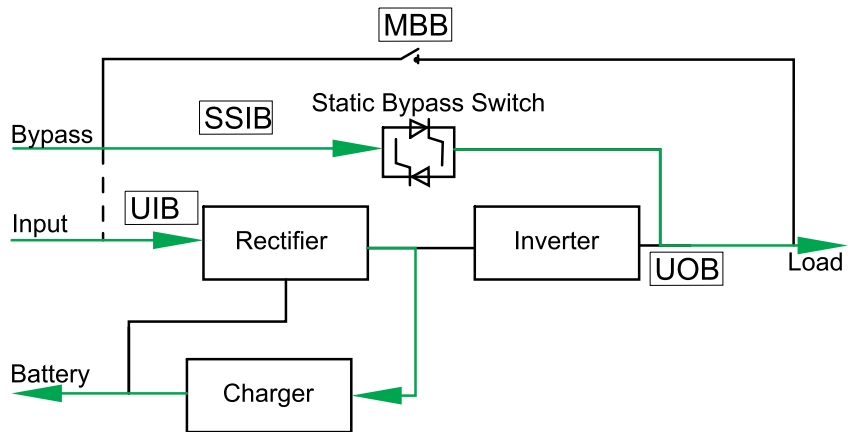 MBB
Static Bypass Switch
SSIB
Bypass
UIB
Input
Rectifier
Inverter
UOB
Load
Battery
Charger